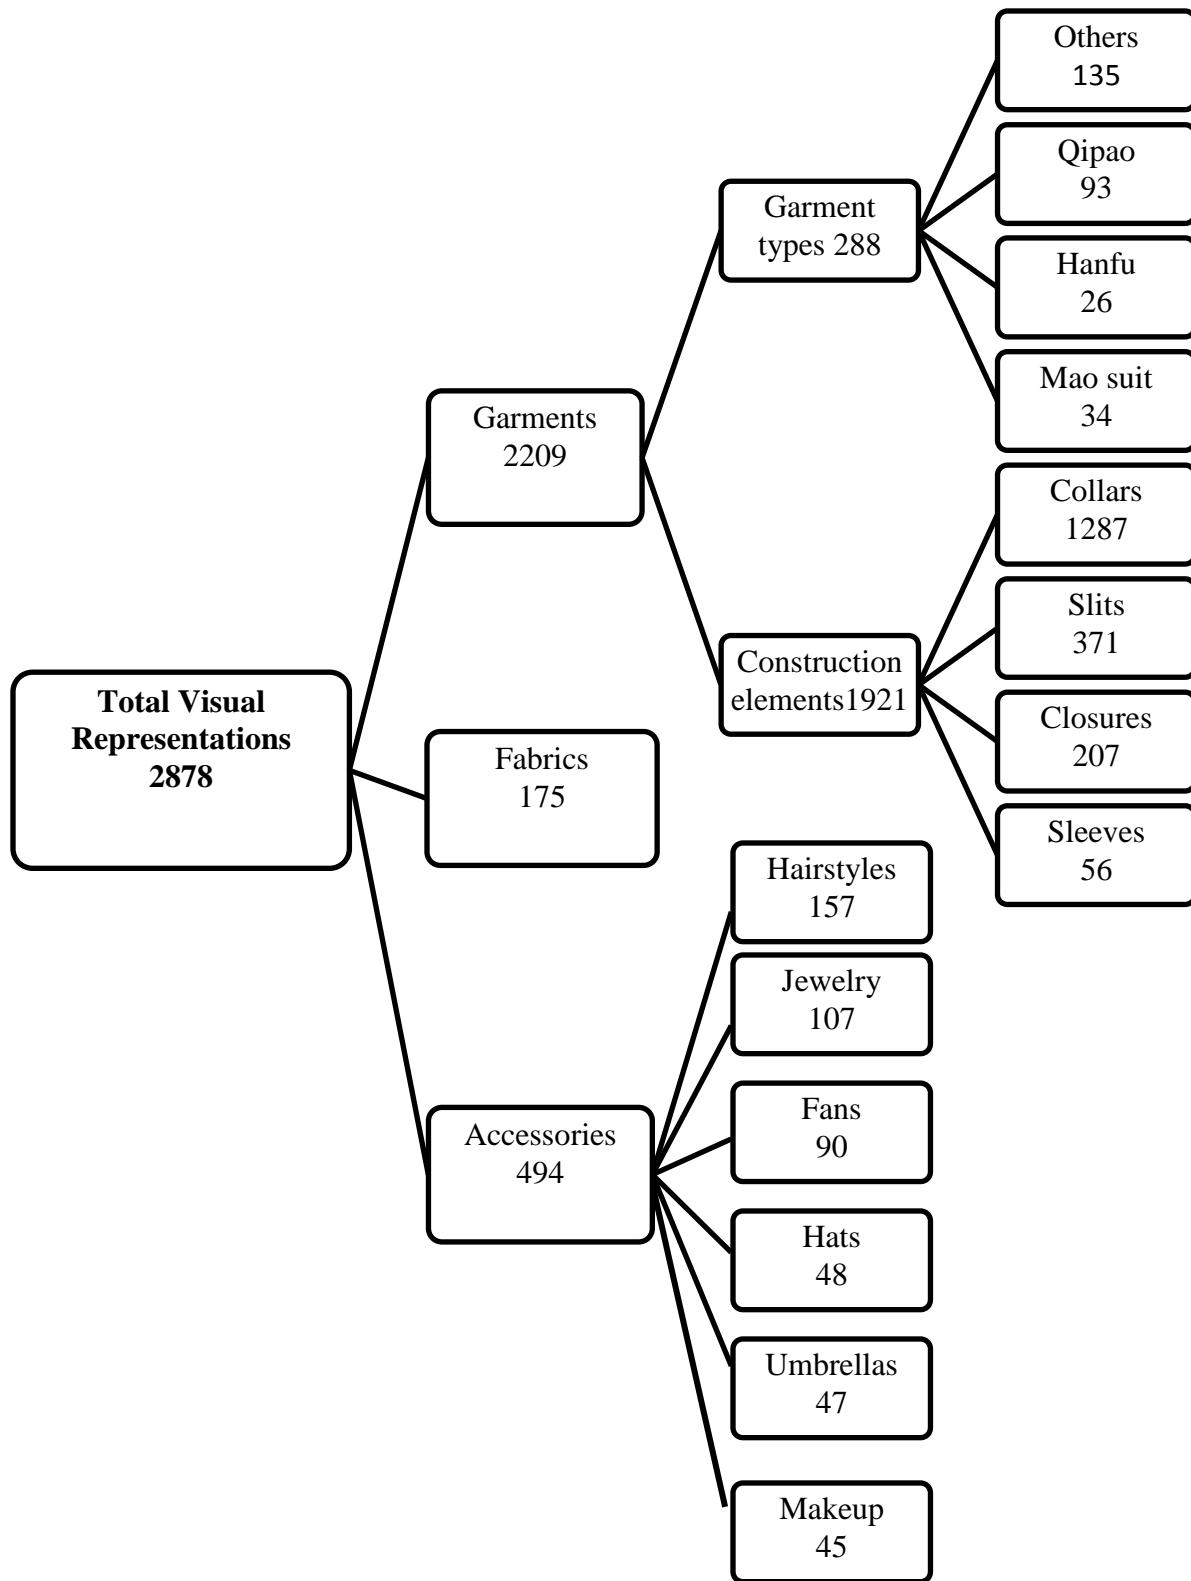 Total Visual
Representations
2878
Garments
2209
Fabrics
175
Accessories
494
Garment
types 288
Construction
elements1921
Others
135
Qipao
93
Hanfu
26
Mao suit
34
Collars
1287
Slits
371
Closures
207
Sleeves
56
Hairstyles
157
Jewelry
107
Fans
90
Hats
48
Umbrellas
47
Makeup
45